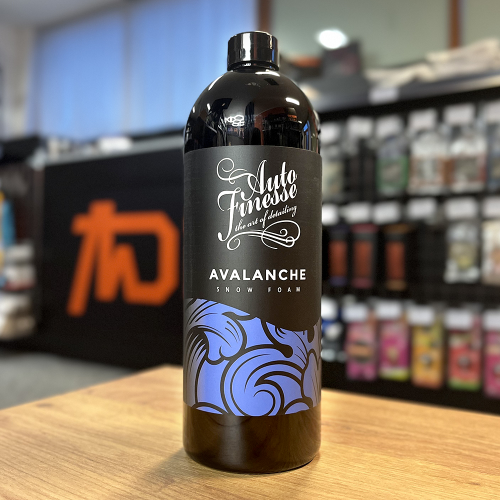 Auto
Finesse
the art of detailing
AVALANCHE
SNOW FOAM